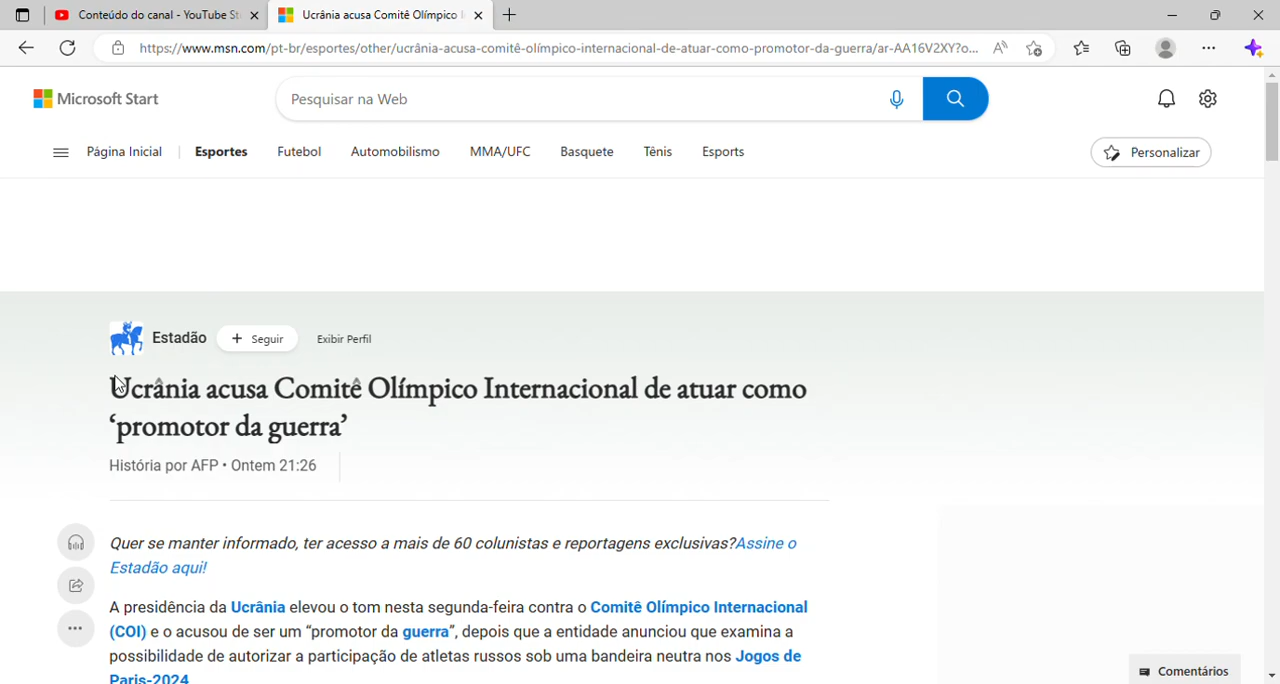 Conteúdo do canal - YouTube St
Ucrânia acusa Comitê Olímpico I
https://www.msn.com/pt-br/esportes/other/ucrânia-acusa-comitê-olímpico-internacional-de-atuar-como-promotor-da-guerra/ar-AA16V2XY?o...
Microsoft Start
Pesquisar na Web
Página Inicial
Esportes
Futebol
Automobilismo
MMA/UFC
Basquete
Tênis
Esports
Personalizar
Estadão
+ Seguir
Exibir Perfil
Ucrânia acusa Comitê Olímpico Internacional de atuar como
‘promotor da guerra’
História por AFP • Ontem 21:26
Quer se manter informado, ter acesso a mais de 60 colunistas e reportagens exclusivas?Assine o
Estadão aqui!
A presidência da Ucrânia elevou o tom nesta segunda-feira contra o Comitê Olímpico Internacional
(COI) e o acusou de ser um “promotor da guerra”, depois que a entidade anunciou que examina a
possibilidade de autorizar a participação de atletas russos sob uma bandeira neutra nos Jogos de
Paris-2024
Comentários